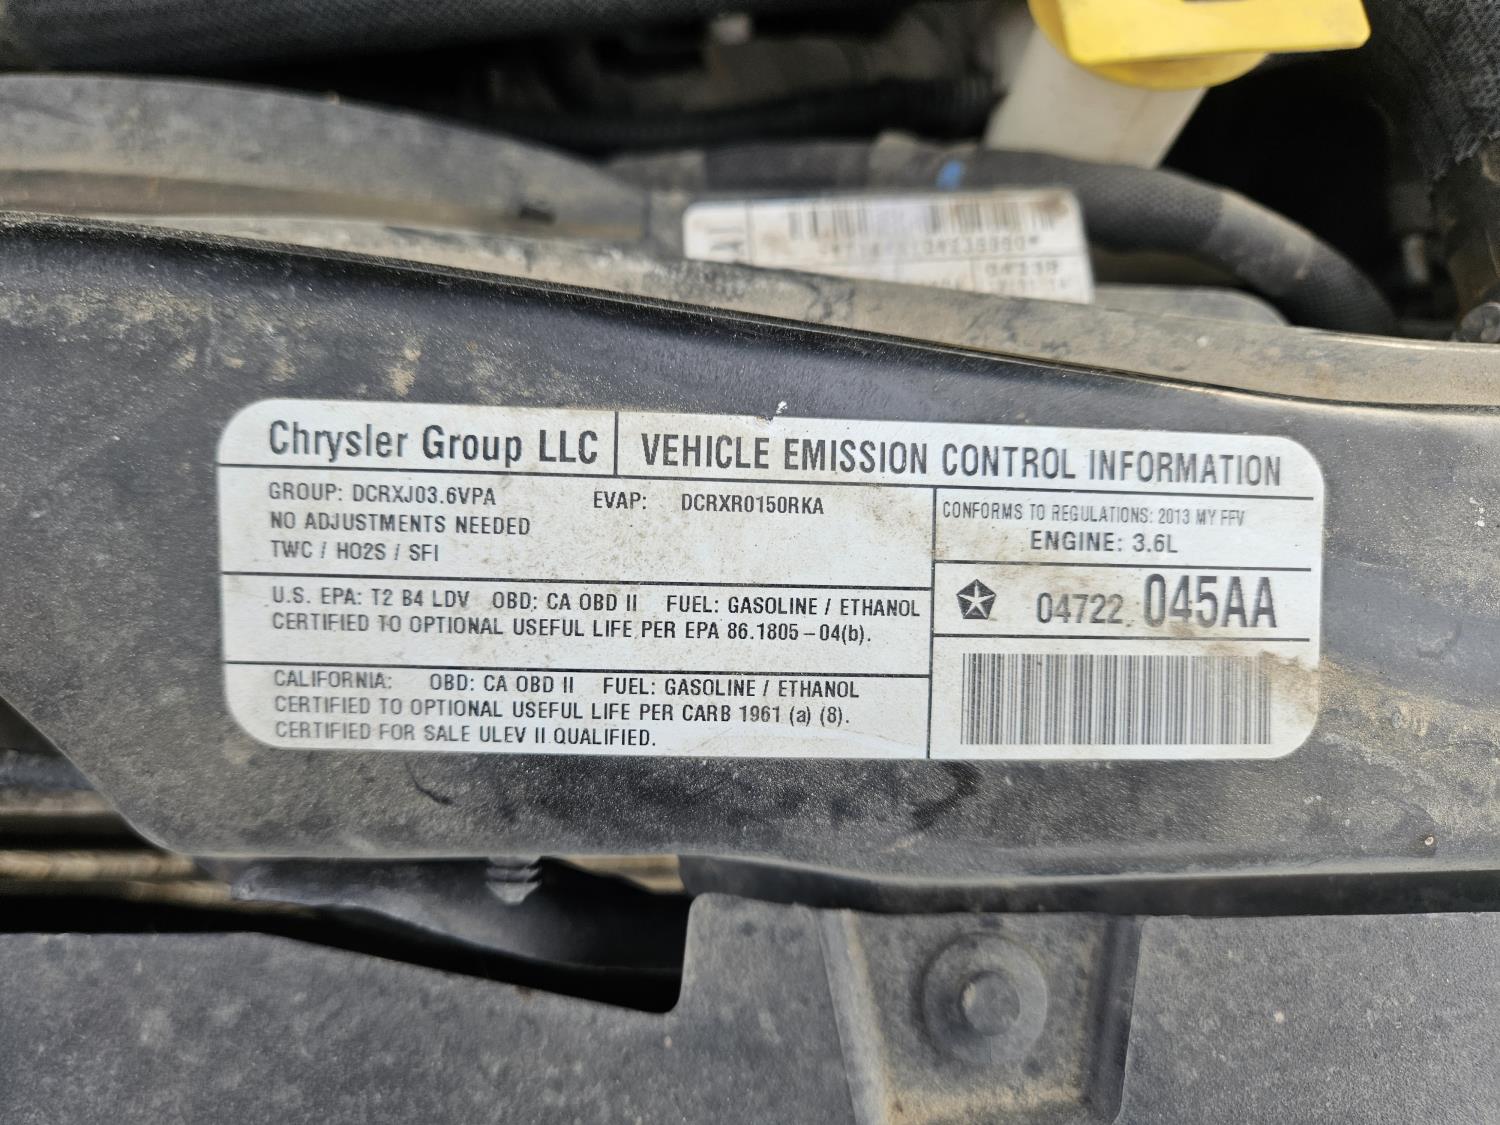 Chrysler Group LLC
VEHICLE EMISSION CONTROL INFORMATION
GROUP: DCRXJ03.6VPA EVAP: DCRXR0150RKA
NO ADJUSTMENTS NEEDED
TWC / HO2S / SFI
CONFORMS TO REGULATIONS: 2013 MY FFV
ENGINE: 3.6L
U.S. EPA: T2 B4 LDV OBD: CA OBD II FUEL: GASOLINE / ETHANOL
CERTIFIED TO OPTIONAL USEFUL LIFE PER EPA 86.1805-04(b).
04722 045AA
CALIFORNIA: OBD: CA OBD II FUEL: GASOLINE / ETHANOL
CERTIFIED TO OPTIONAL USEFUL LIFE PER CARB 1961 (a) (8).
CERTIFIED FOR SALE ULEV II QUALIFIED.